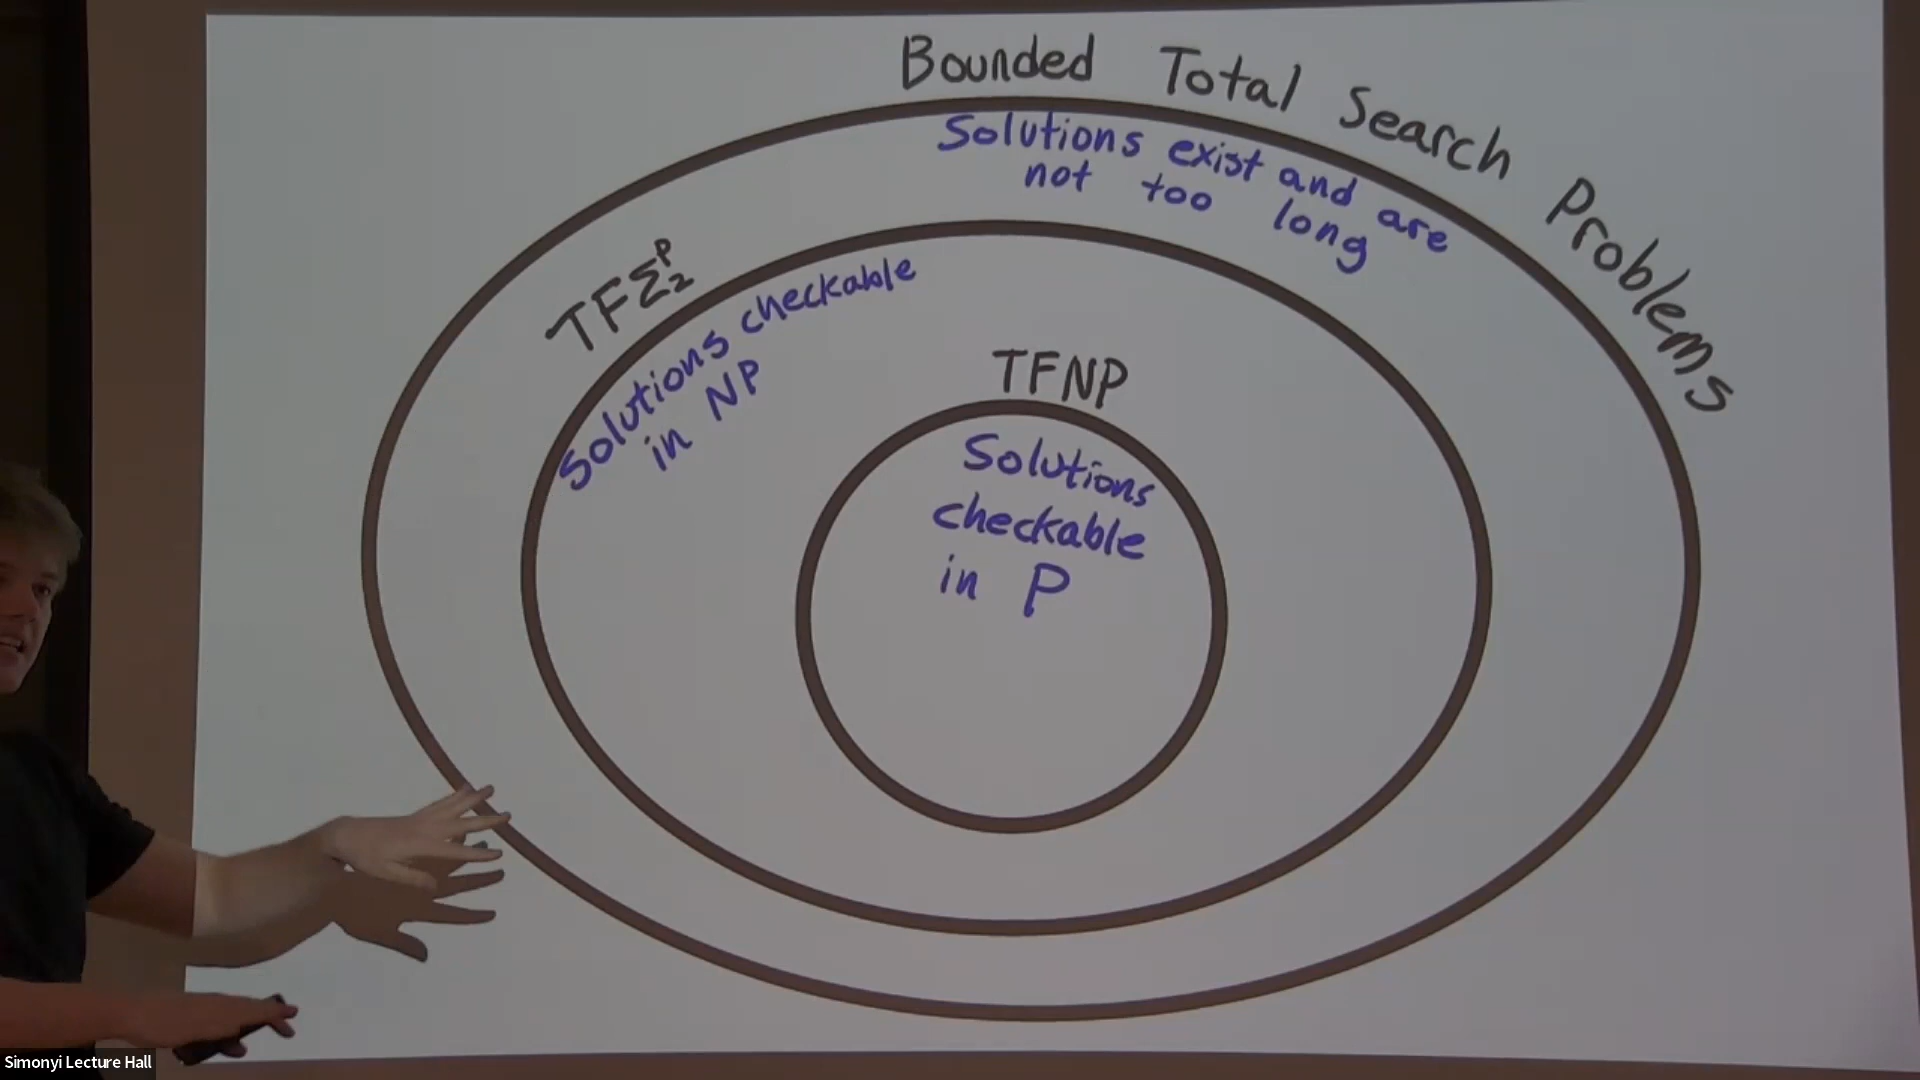 Bounded Total Search Problems
Solutions exist and are
not too long
TFΣ₂ᴾ
Solutions checkable
in NP
TFNP
Solutions
checkable
in P
Simonyi Lecture Hall